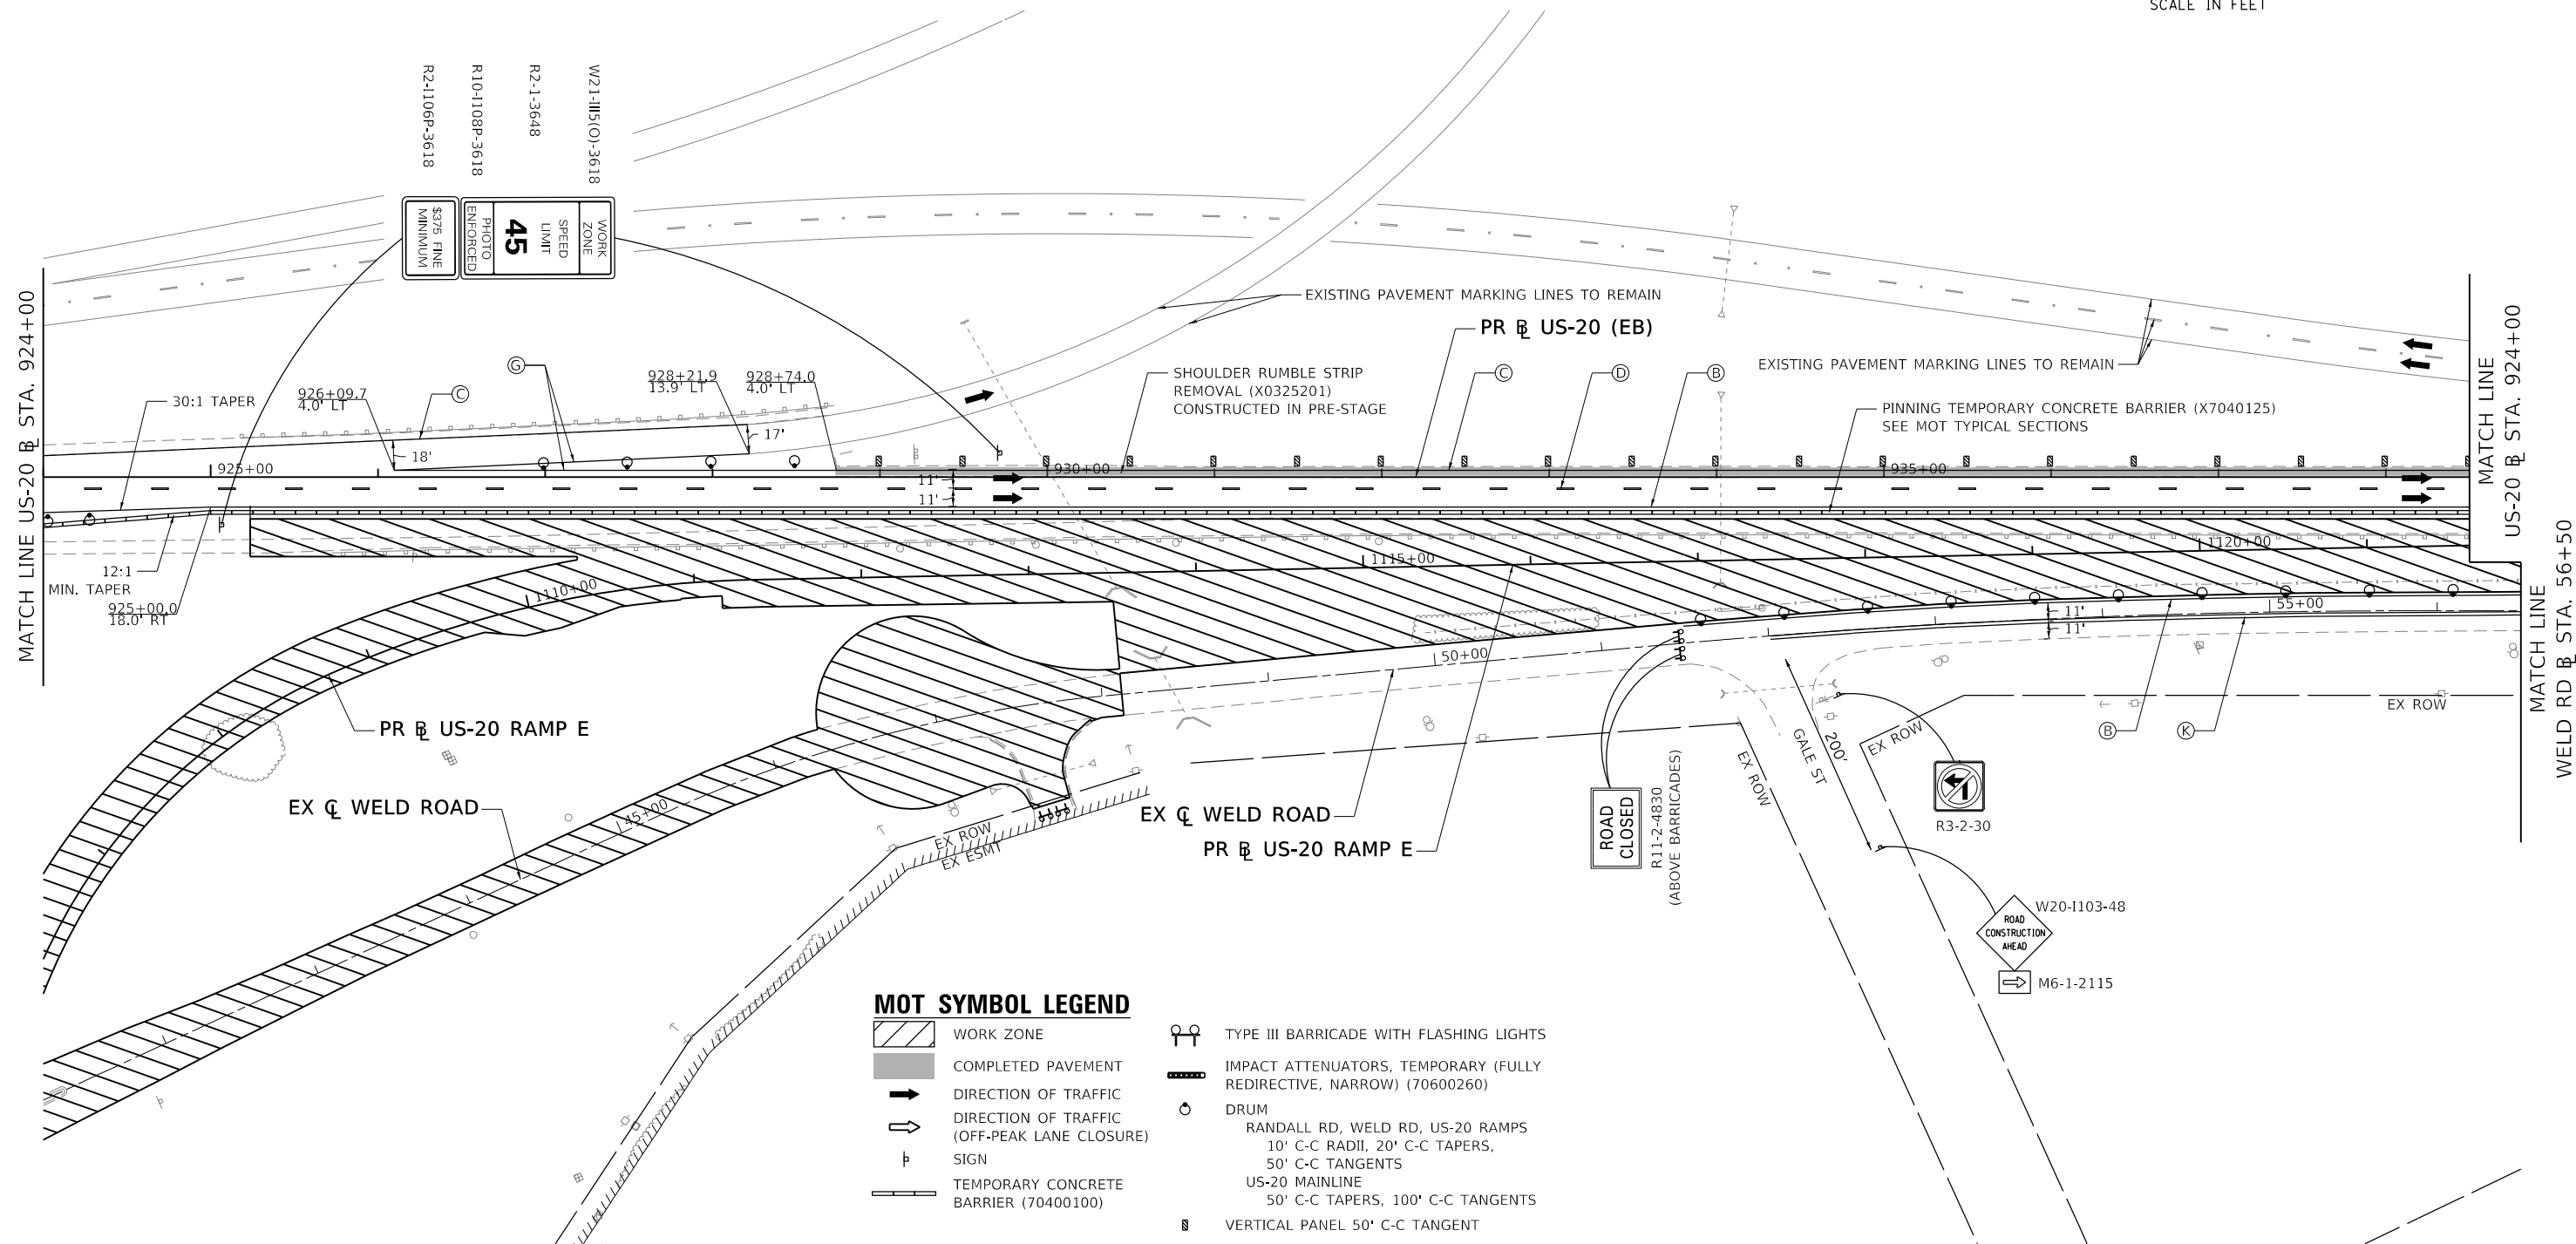 SCALE IN FEET
R2-I106P-3618
R10-I108P-3618
R2-1-3648
W21-III5(O)-3618
WORK
ZONE
SPEED
LIMIT
45
PHOTO
ENFORCED
$375 FINE
MINIMUM
MATCH LINE US-20 BL STA. 924+00
30:1 TAPER
926+09.7
4.0' LT
C
G
928+21.9
13.9' LT
928+74.0
4.0' LT
18'
17'
EXISTING PAVEMENT MARKING LINES TO REMAIN
PR BL US-20 (EB)
SHOULDER RUMBLE STRIP
REMOVAL (X0325201)
CONSTRUCTED IN PRE-STAGE
C
D
B
EXISTING PAVEMENT MARKING LINES TO REMAIN
PINNING TEMPORARY CONCRETE BARRIER (X7040125)
SEE MOT TYPICAL SECTIONS
MATCH LINE
US-20 BL STA. 924+00
925+00
930+00
935+00
11'
11'
12:1
MIN. TAPER
925+00.0
18.0' RT
1110+00
1115+00
1120+00
50+00
55+00
11'
11'
45+00
PR BL US-20 RAMP E
EX CL WELD ROAD
EX ROW
EX ESMT
EX CL WELD ROAD
PR BL US-20 RAMP E
ROAD
CLOSED
R11-2-4830
(ABOVE BARRICADES)
EX ROW
GALE ST
200'
EX ROW
EX ROW
B
K
R3-2-30
MATCH LINE
WELD RD BL STA. 56+50
ROAD
CONSTRUCTION
AHEAD
W20-I103-48
M6-1-2115
MOT SYMBOL LEGEND
WORK ZONE
COMPLETED PAVEMENT
DIRECTION OF TRAFFIC
DIRECTION OF TRAFFIC
(OFF-PEAK LANE CLOSURE)
SIGN
TEMPORARY CONCRETE
BARRIER (70400100)
TYPE III BARRICADE WITH FLASHING LIGHTS
IMPACT ATTENUATORS, TEMPORARY (FULLY
REDIRECTIVE, NARROW) (70600260)
DRUM
RANDALL RD, WELD RD, US-20 RAMPS
10' C-C RADII, 20' C-C TAPERS,
50' C-C TANGENTS
US-20 MAINLINE
50' C-C TAPERS, 100' C-C TANGENTS
VERTICAL PANEL 50' C-C TANGENT